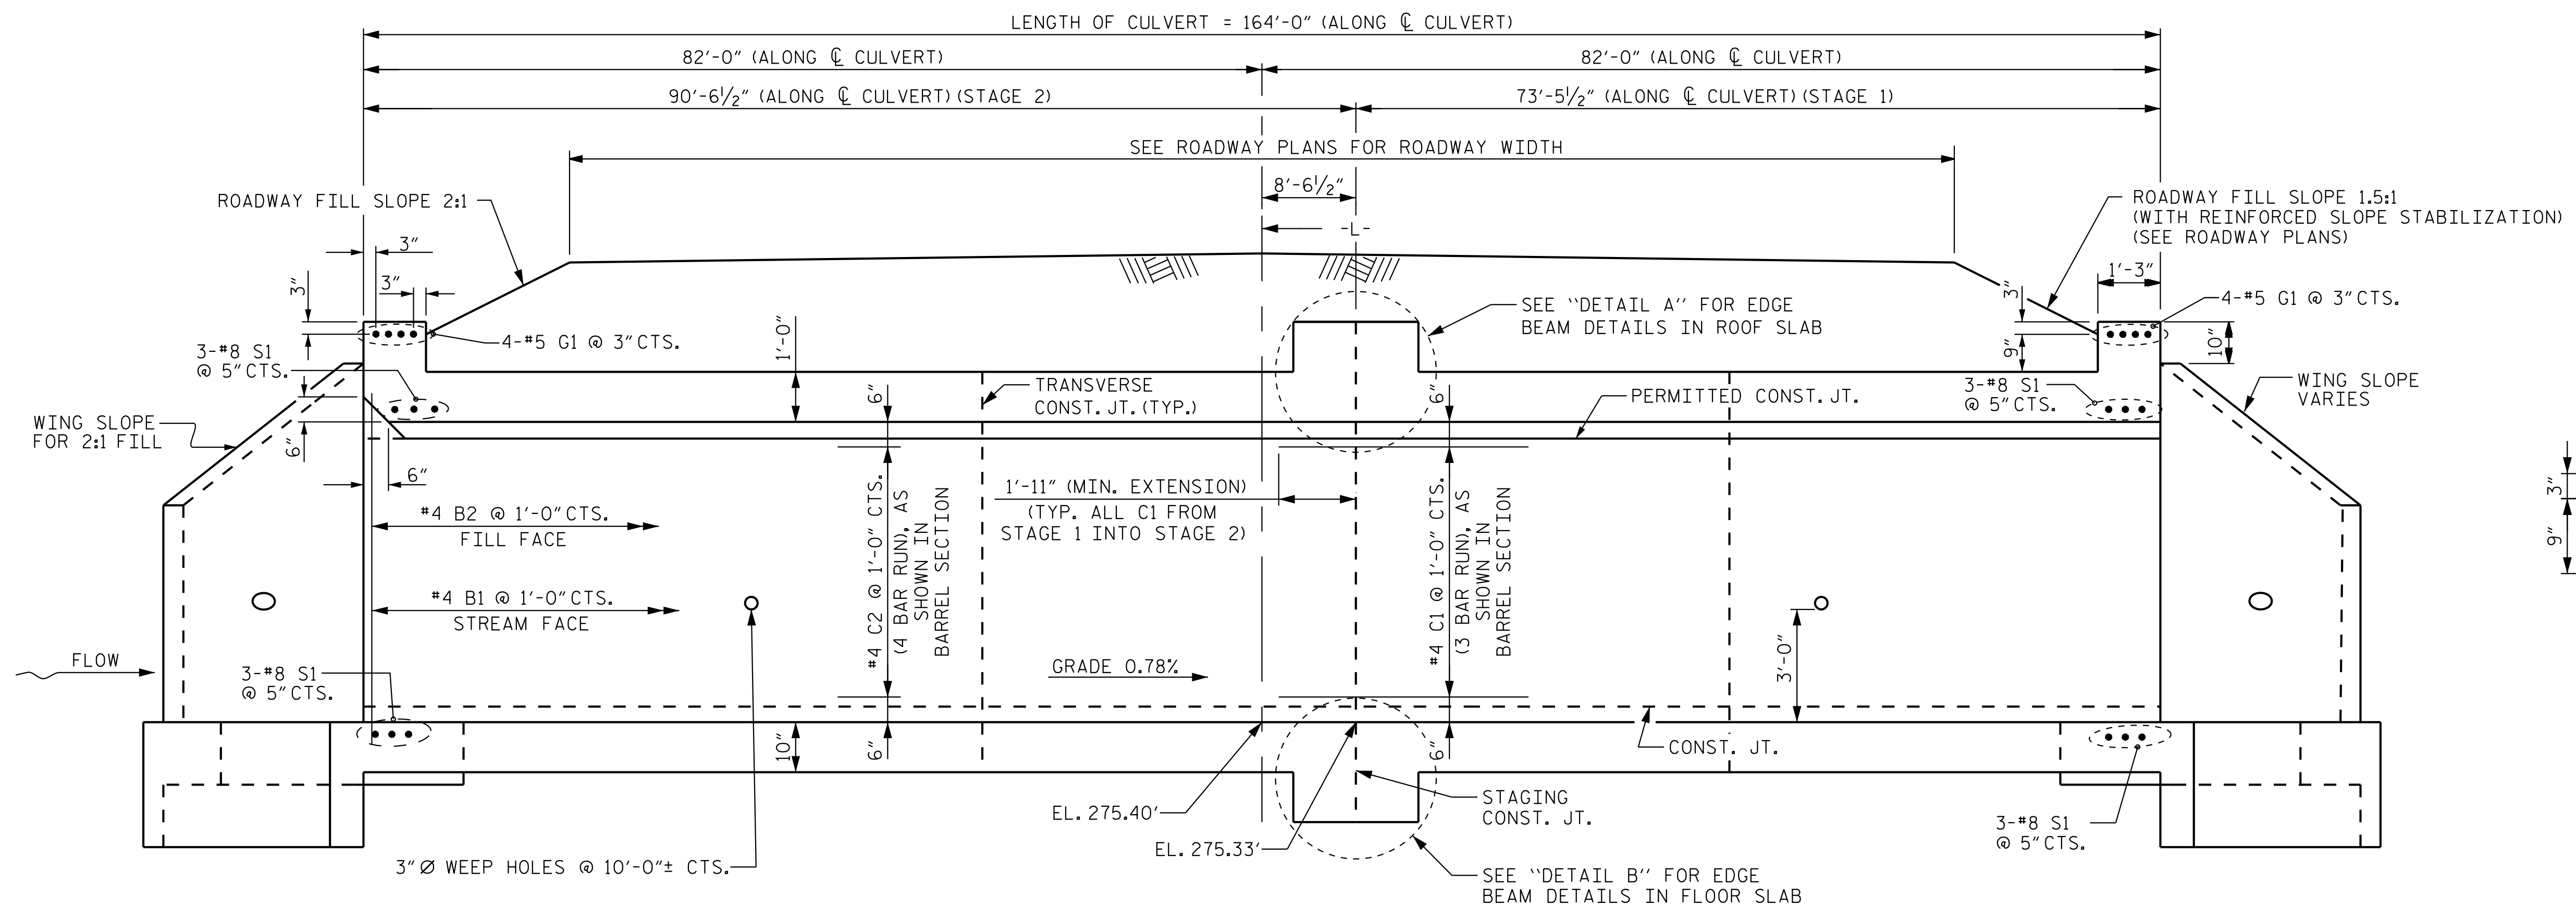 LENGTH OF CULVERT = 164'-0" (ALONG ℄ CULVERT)
82'-0" (ALONG ℄ CULVERT)
82'-0" (ALONG ℄ CULVERT)
90'-6 1/2" (ALONG ℄ CULVERT) (STAGE 2)
73'-5 1/2" (ALONG ℄ CULVERT) (STAGE 1)
SEE ROADWAY PLANS FOR ROADWAY WIDTH
8'-6 1/2"
-L-
ROADWAY FILL SLOPE 2:1
ROADWAY FILL SLOPE 1.5:1
(WITH REINFORCED SLOPE STABILIZATION)
(SEE ROADWAY PLANS)
3"
3"
3"
1'-3"
3"
4-#5 G1 @ 3" CTS.
SEE "DETAIL A" FOR EDGE
BEAM DETAILS IN ROOF SLAB
4-#5 G1 @ 3" CTS.
1'-0"
9"
10"
3-#8 S1
@ 5" CTS.
TRANSVERSE
CONST. JT. (TYP.)
6"
6"
PERMITTED CONST. JT.
3-#8 S1
@ 5" CTS.
WING SLOPE
VARIES
WING SLOPE
FOR 2:1 FILL
6"
6"
#4 B2 @ 1'-0" CTS.
FILL FACE
#4 C2 @ 1'-0" CTS.
(4 BAR RUN), AS
SHOWN IN
BARREL SECTION
1'-11" (MIN. EXTENSION)
(TYP. ALL C1 FROM
STAGE 1 INTO STAGE 2)
#4 C1 @ 1'-0" CTS.
(3 BAR RUN), AS
SHOWN IN
BARREL SECTION
3"
9"
#4 B1 @ 1'-0" CTS.
STREAM FACE
FLOW
3-#8 S1
@ 5" CTS.
GRADE 0.78%
3'-0"
10"
6"
6"
CONST. JT.
EL. 275.40'
EL. 275.33'
STAGING
CONST. JT.
3-#8 S1
@ 5" CTS.
3" Ø WEEP HOLES @ 10'-0"± CTS.
SEE "DETAIL B" FOR EDGE
BEAM DETAILS IN FLOOR SLAB